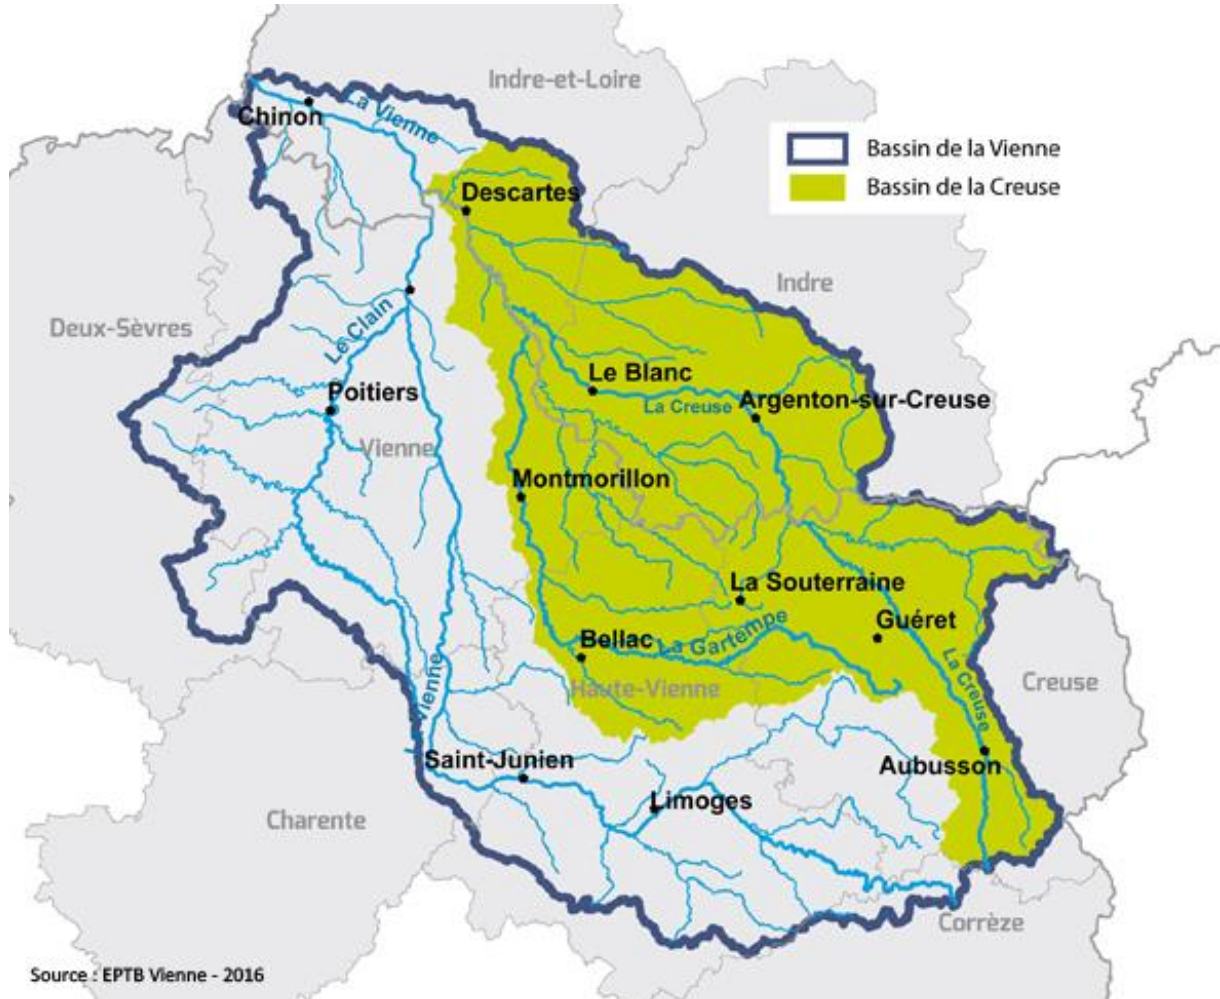 Indre-et-Loire
Chinon
La Vienne
Bassin de la Vienne
Bassin de la Creuse
Descartes
Indre
Deux-Sèvres
Le Clain
Le Blanc
Poitiers
La Creuse
Argenton-sur-Creuse
Vienne
Montmorillon
La Souterraine
Guéret
Bellac
La Gartempe
La Creuse
Haute-Vienne
Creuse
Vienne
Saint-Junien
Aubusson
Limoges
Charente
Corrèze
Source : EPTB Vienne - 2016